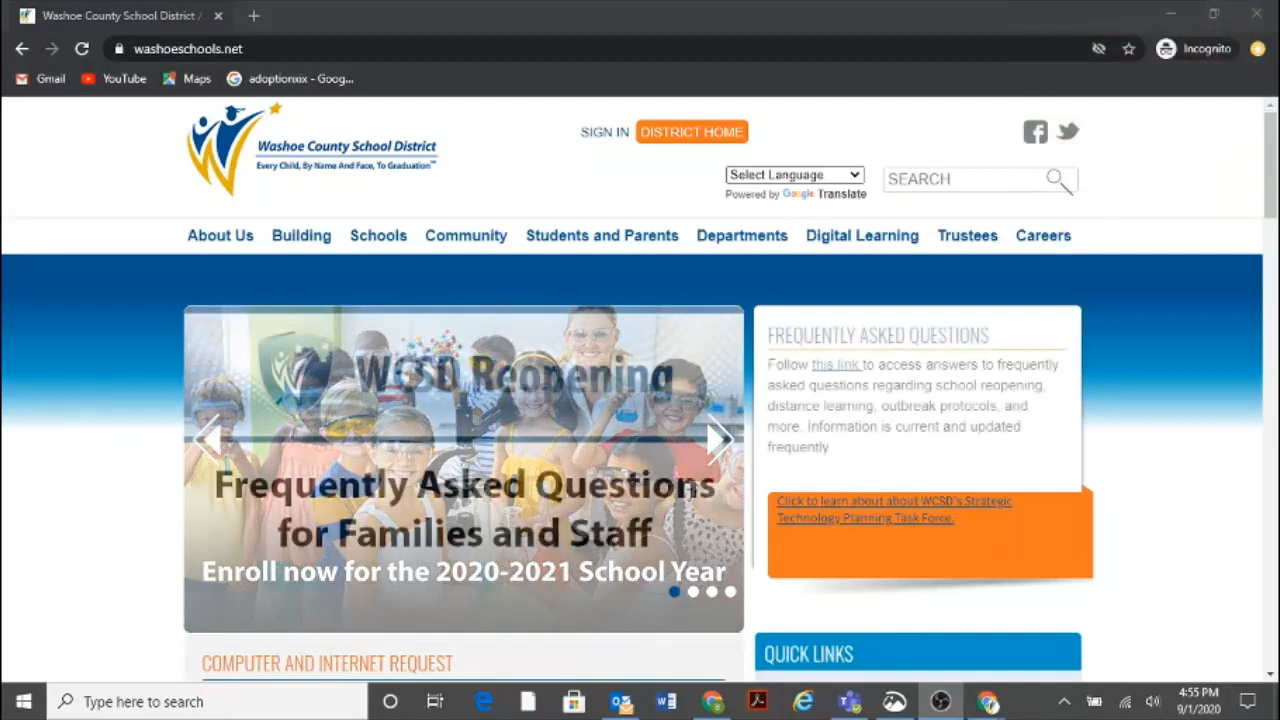 Washoe County School District /
washoeschools.net
Incognito
Gmail
YouTube
Maps
adoptionxix - Goog...
Washoe County School District
Every Child, By Name And Face, To Graduation℠
SIGN IN
DISTRICT HOME
Select Language
Powered by Google Translate
SEARCH
About Us
Building
Schools
Community
Students and Parents
Departments
Digital Learning
Trustees
Careers
WCSD Reopening
Frequently Asked Questions
for Families and Staff
Enroll now for the 2020-2021 School Year
FREQUENTLY ASKED QUESTIONS
Follow this link to access answers to frequently
asked questions regarding school reopening,
distance learning, outbreak protocols, and
more. Information is current and updated
frequently
Click to learn about about WCSD's Strategic
Technology Planning Task Force.
COMPUTER AND INTERNET REQUEST
QUICK LINKS
Type here to search
4:55 PM
9/1/2020